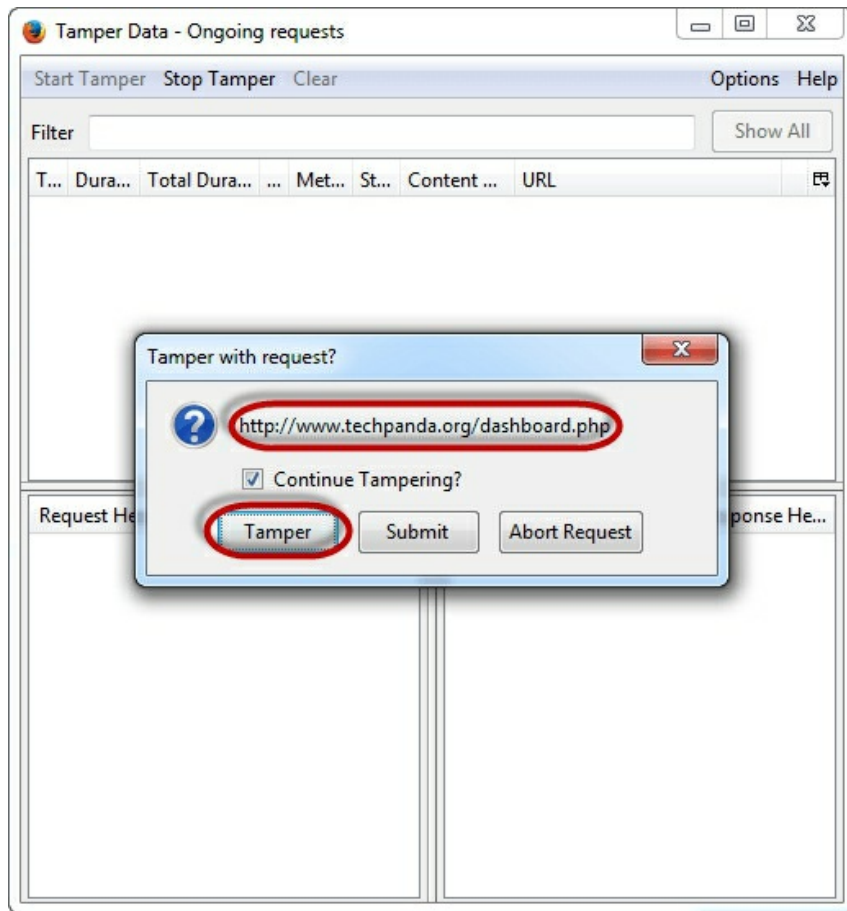 Tamper Data - Ongoing requests
Start Tamper Stop Tamper Clear Options Help
Filter Show All
T... Dura... Total Dura... ... Met... St... Content ... URL
Tamper with request?
http://www.techpanda.org/dashboard.php
Continue Tampering?
Request He
Tamper Submit Abort Request
ponse He...